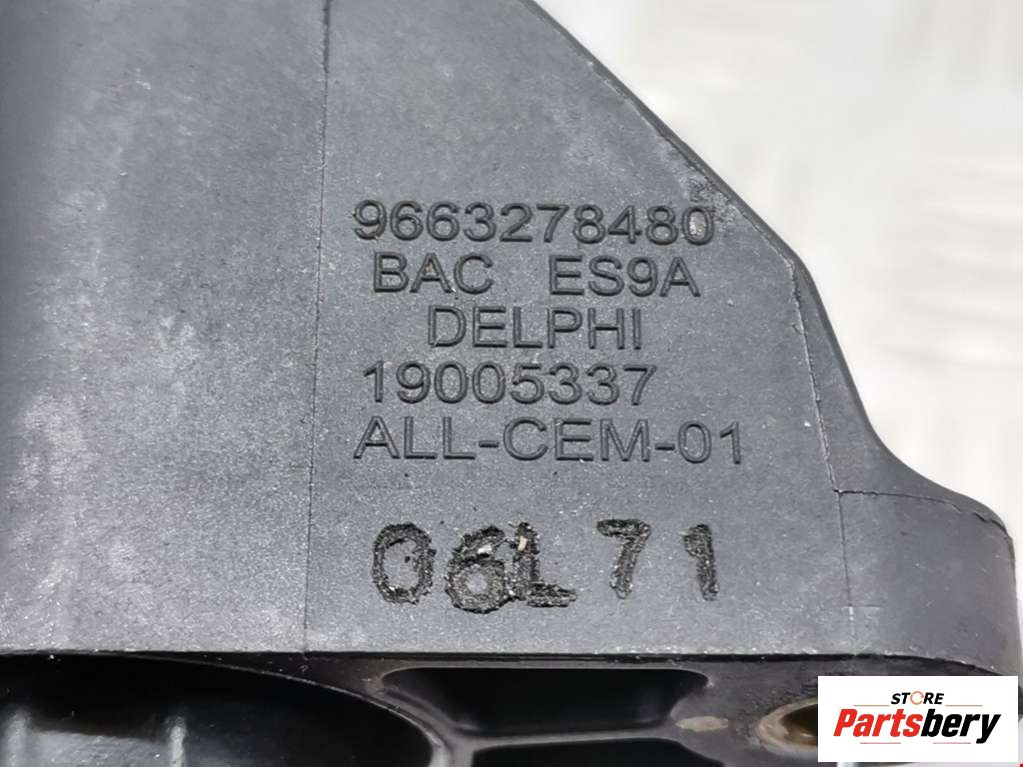 9663278480
BAC ES9A
DELPHI
19005337
ALL-CEM-01
06L71
STORE
Partsbery